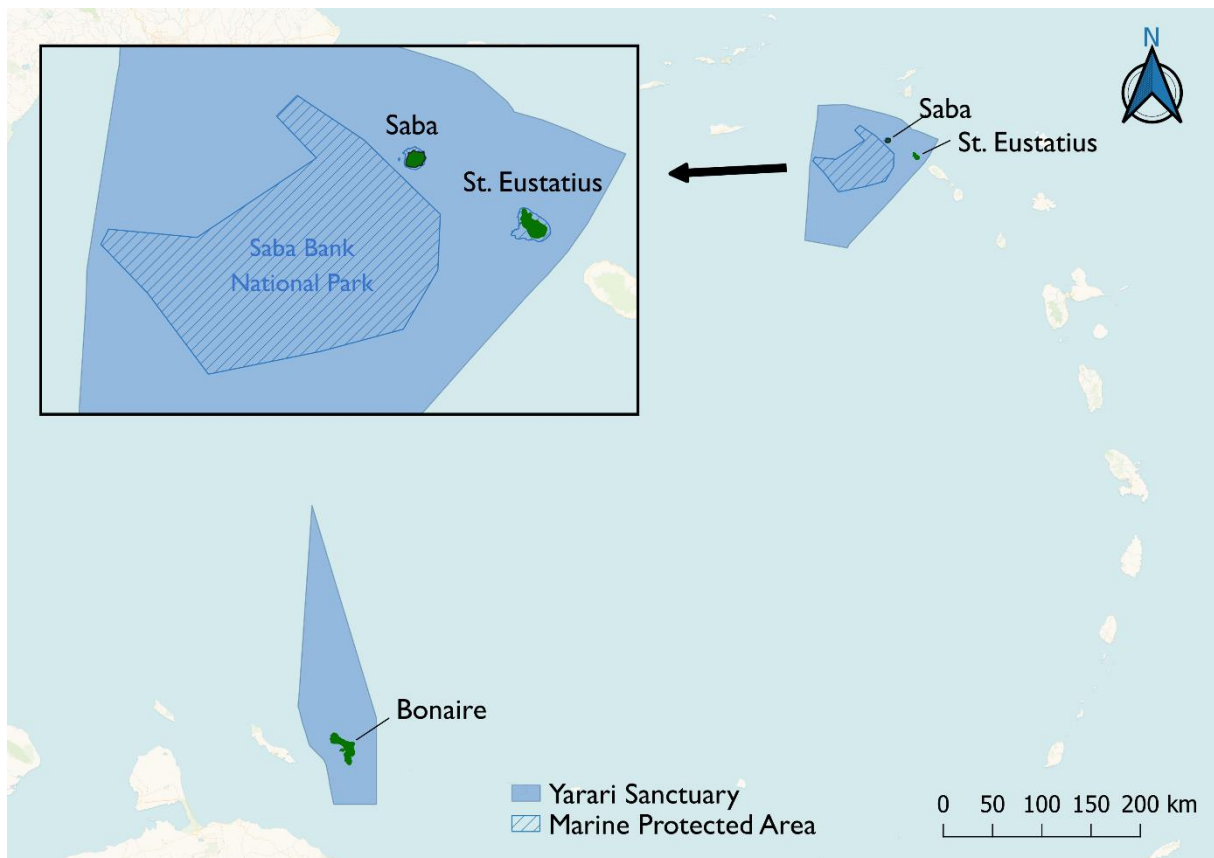 N
Saba
St. Eustatius
Saba
St. Eustatius
Saba Bank
National Park
Bonaire
Yarari Sanctuary
Marine Protected Area
0 50 100 150 200 km